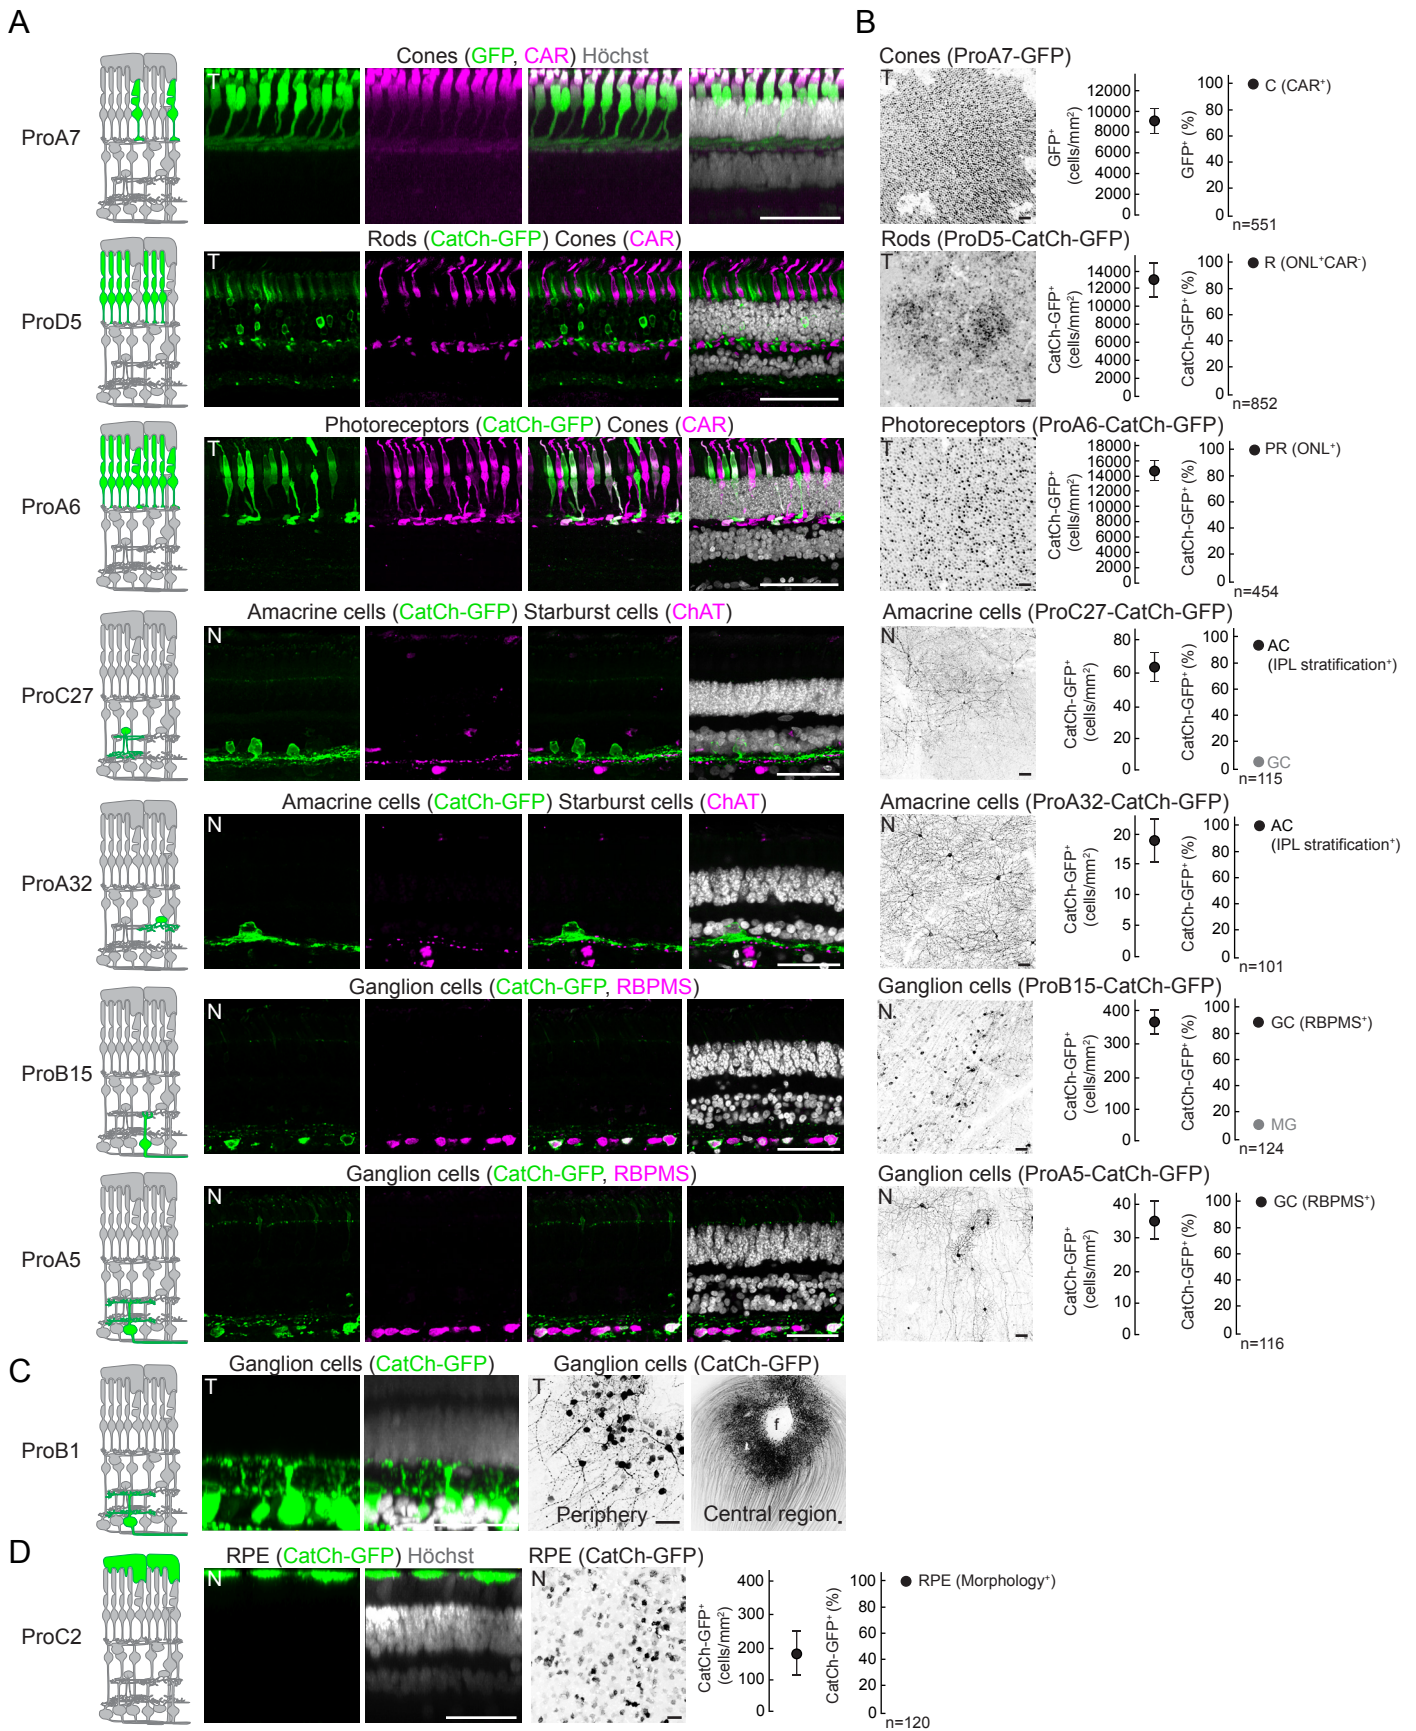 A
Cones (GFP, CAR) Höchst
ProA7
T
Rods (CatCh-GFP) Cones (CAR)
ProD5
T
Photoreceptors (CatCh-GFP) Cones (CAR)
ProA6
T
Amacrine cells (CatCh-GFP) Starburst cells (ChAT)
ProC27
N
Amacrine cells (CatCh-GFP) Starburst cells (ChAT)
ProA32
N
Ganglion cells (CatCh-GFP, RBPMS)
ProB15
N
Ganglion cells (CatCh-GFP, RBPMS)
ProA5
N
B
Cones (ProA7-GFP)
T
GFP⁺
(cells/mm²)
12000
10000
8000
6000
4000
2000
0
GFP⁺ (%)
100
80
60
40
20
0
C (CAR⁺)
n=551
Rods (ProD5-CatCh-GFP)
T
CatCh-GFP⁺
(cells/mm²)
14000
12000
10000
8000
6000
4000
2000
0
CatCh-GFP⁺ (%)
100
80
60
40
20
0
R (ONL⁺CAR⁻)
n=852
Photoreceptors (ProA6-CatCh-GFP)
T
CatCh-GFP⁺
(cells/mm²)
18000
16000
14000
12000
10000
8000
6000
4000
2000
0
CatCh-GFP⁺ (%)
100
80
60
40
20
0
PR (ONL⁺)
n=454
Amacrine cells (ProC27-CatCh-GFP)
N
CatCh-GFP⁺
(cells/mm²)
80
60
40
20
0
CatCh-GFP⁺ (%)
100
80
60
40
20
0
AC
(IPL stratification⁺)
GC
n=115
Amacrine cells (ProA32-CatCh-GFP)
N
CatCh-GFP⁺
(cells/mm²)
20
15
10
5
0
CatCh-GFP⁺ (%)
100
80
60
40
20
0
AC
(IPL stratification⁺)
n=101
Ganglion cells (ProB15-CatCh-GFP)
N
CatCh-GFP⁺
(cells/mm²)
400
300
200
100
0
CatCh-GFP⁺ (%)
100
80
60
40
20
0
GC (RBPMS⁺)
MG
n=124
Ganglion cells (ProA5-CatCh-GFP)
N
CatCh-GFP⁺
(cells/mm²)
40
30
20
10
0
CatCh-GFP⁺ (%)
100
80
60
40
20
0
GC (RBPMS⁺)
n=116
C
Ganglion cells (CatCh-GFP)
Ganglion cells (CatCh-GFP)
ProB1
T
T
Periphery
f
Central region
D
RPE (CatCh-GFP) Höchst
RPE (CatCh-GFP)
ProC2
N
N
CatCh-GFP⁺
(cells/mm²)
400
300
200
100
0
CatCh-GFP⁺ (%)
100
80
60
40
20
0
RPE (Morphology⁺)
n=120